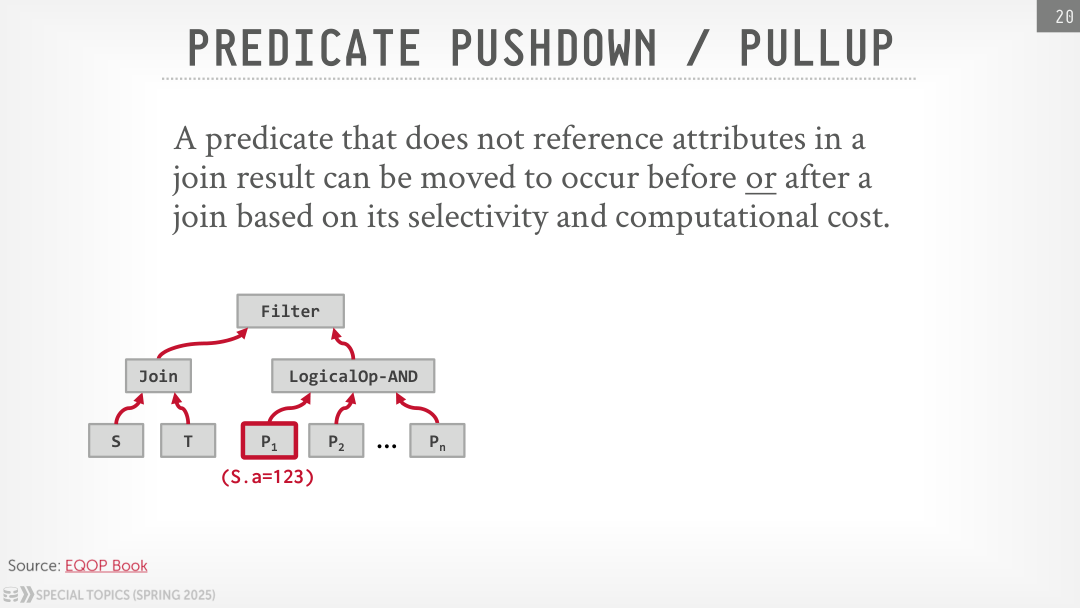 20
PREDICATE PUSHDOWN / PULLUP
A predicate that does not reference attributes in a
join result can be moved to occur before or after a
join based on its selectivity and computational cost.
Filter
Join
LogicalOp-AND
S
T
P1
P2
...
Pn
(S.a=123)
Source: EQOP Book
SPECIAL TOPICS (SPRING 2025)